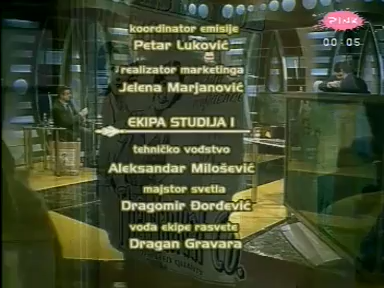 PINK
00:05
koordinator emisije
Petar Luković
realizator marketinga
Jelena Marjanović
EKIPA STUDIJA I
tehničko vodstvo
Aleksandar Milošević
majstor svetla
Dragomir Đorđević
vođa ekipe rasvete
Dragan Gravara
CO.